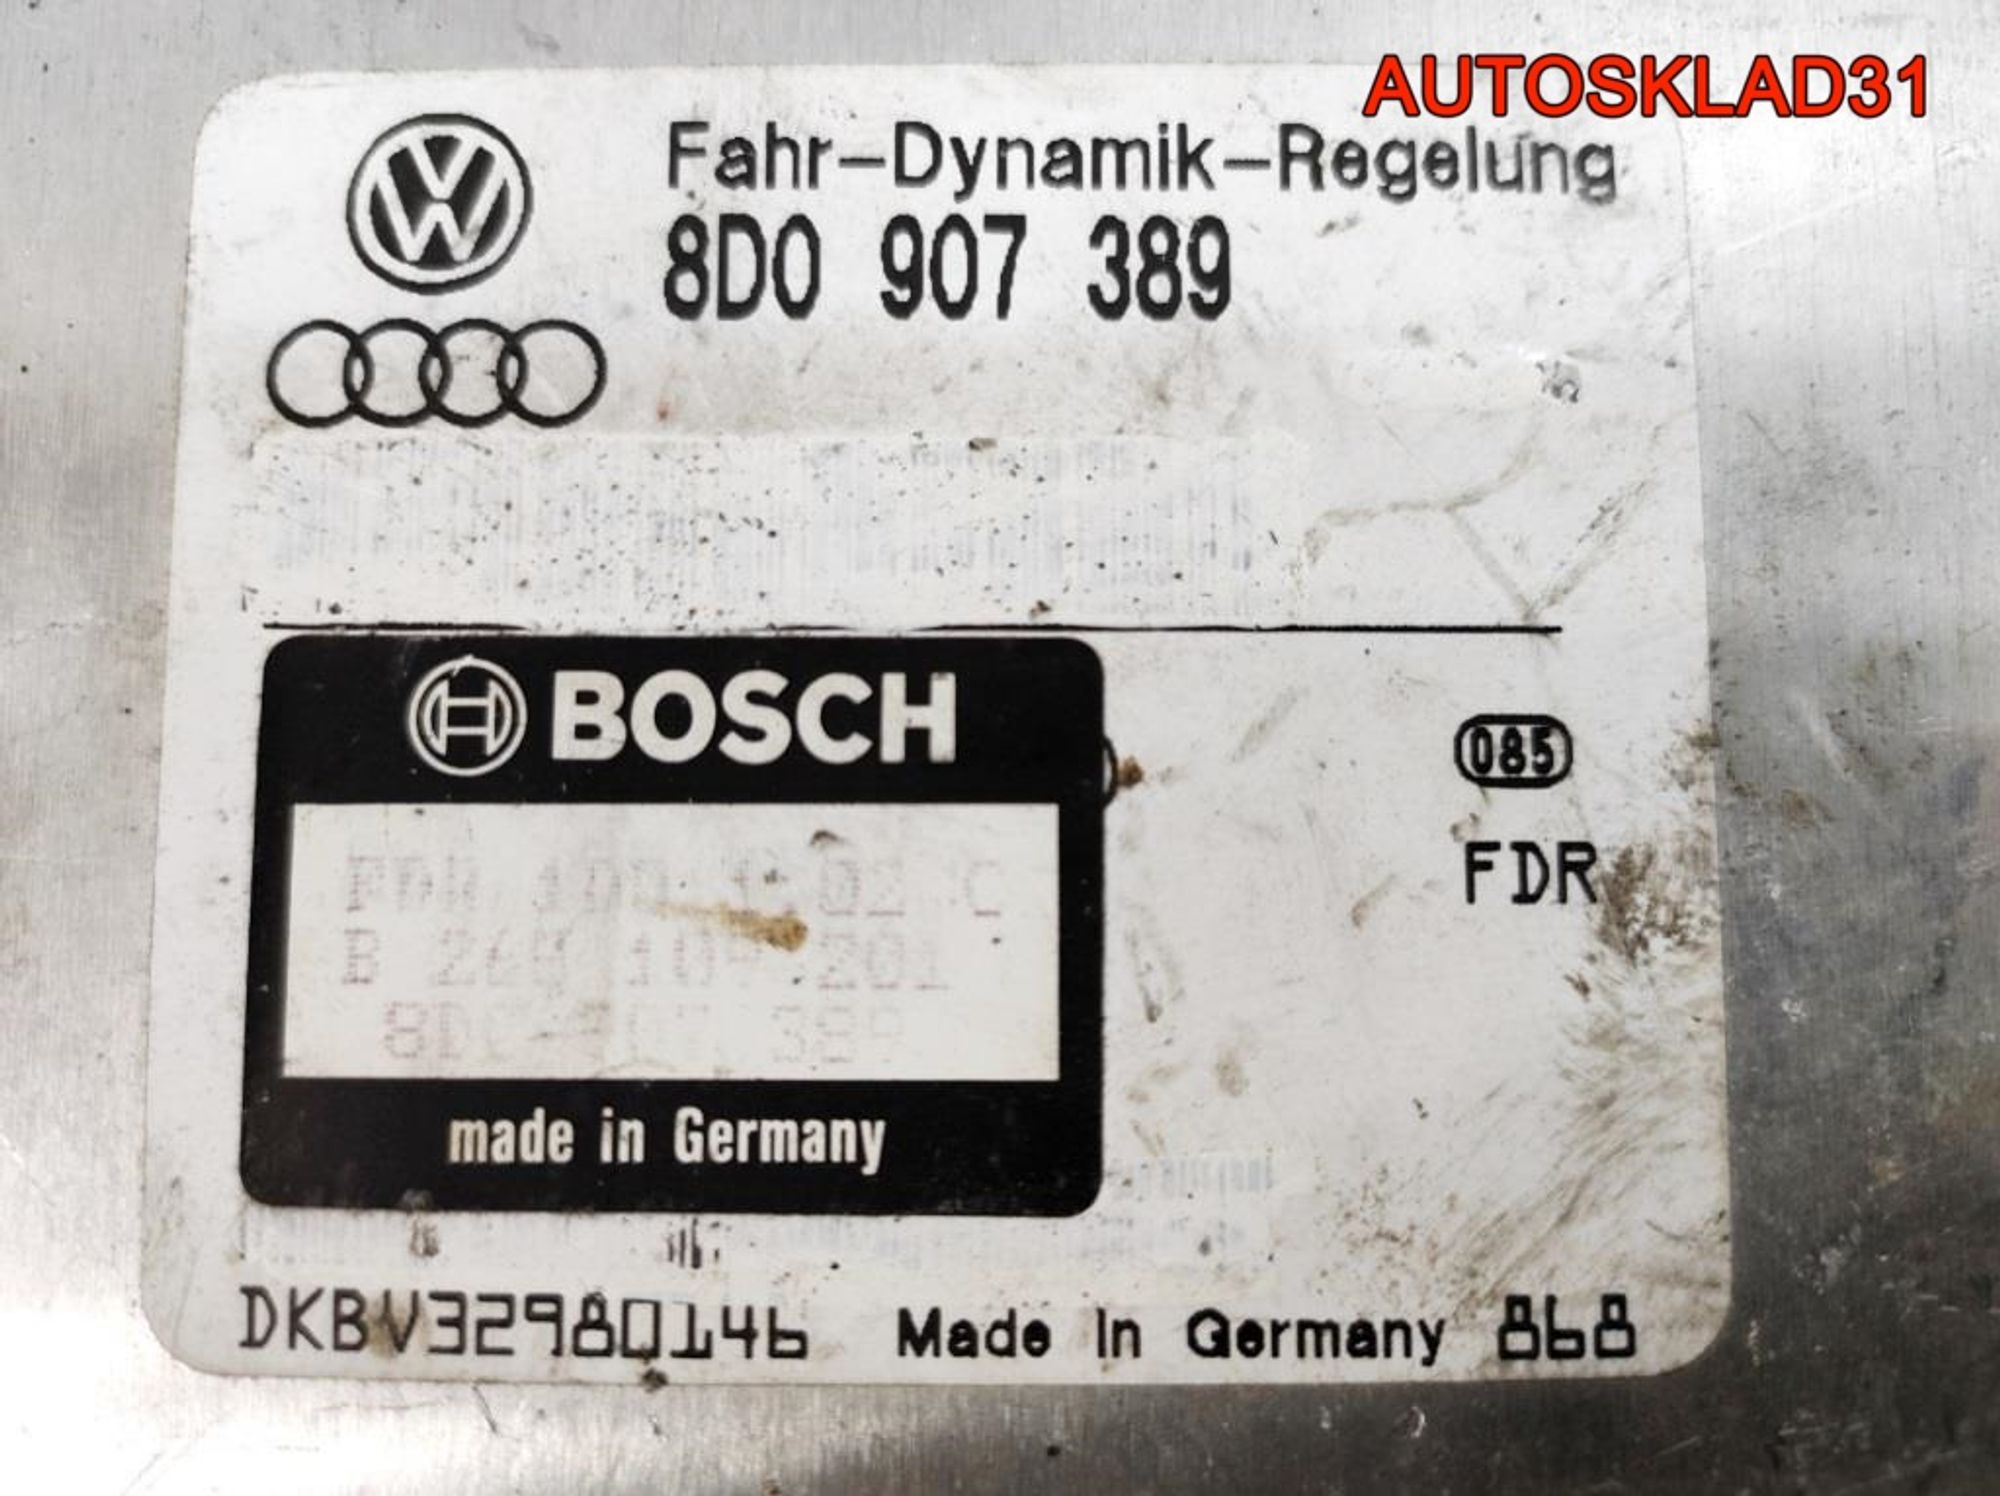 AUTOSKLAD31
Fahr-Dynamik-Regelung
8D0 907 389
BOSCH
085
FDR
made in Germany
DKBV32980146 Made In Germany 868